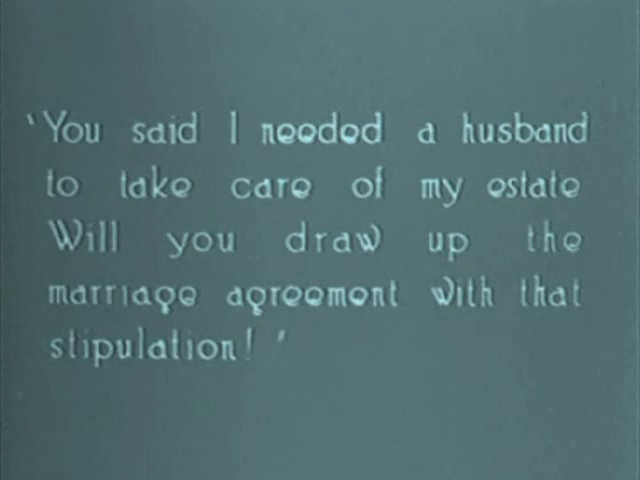 'You said I needed a husband
to take care of my estate
Will you draw up the
marriage agreement with that
stipulation! '